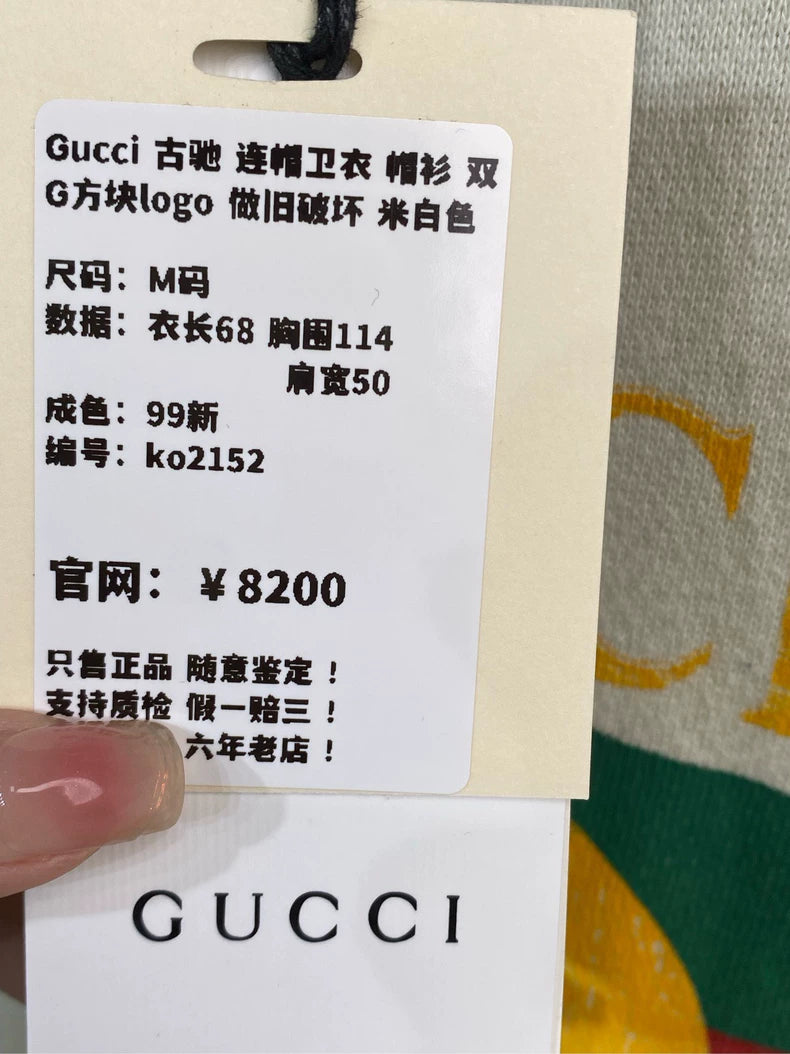 Gucci 古驰 连帽卫衣 帽衫 双
G方块logo 做旧破坏 米白色
尺码：M码
数据：衣长68 胸围114
肩宽50
成色：99新
编号：ko2152
官网：￥8200
只售正品 随意鉴定！
支持质检 假一赔三！
六年老店！
GUCCI
C
C